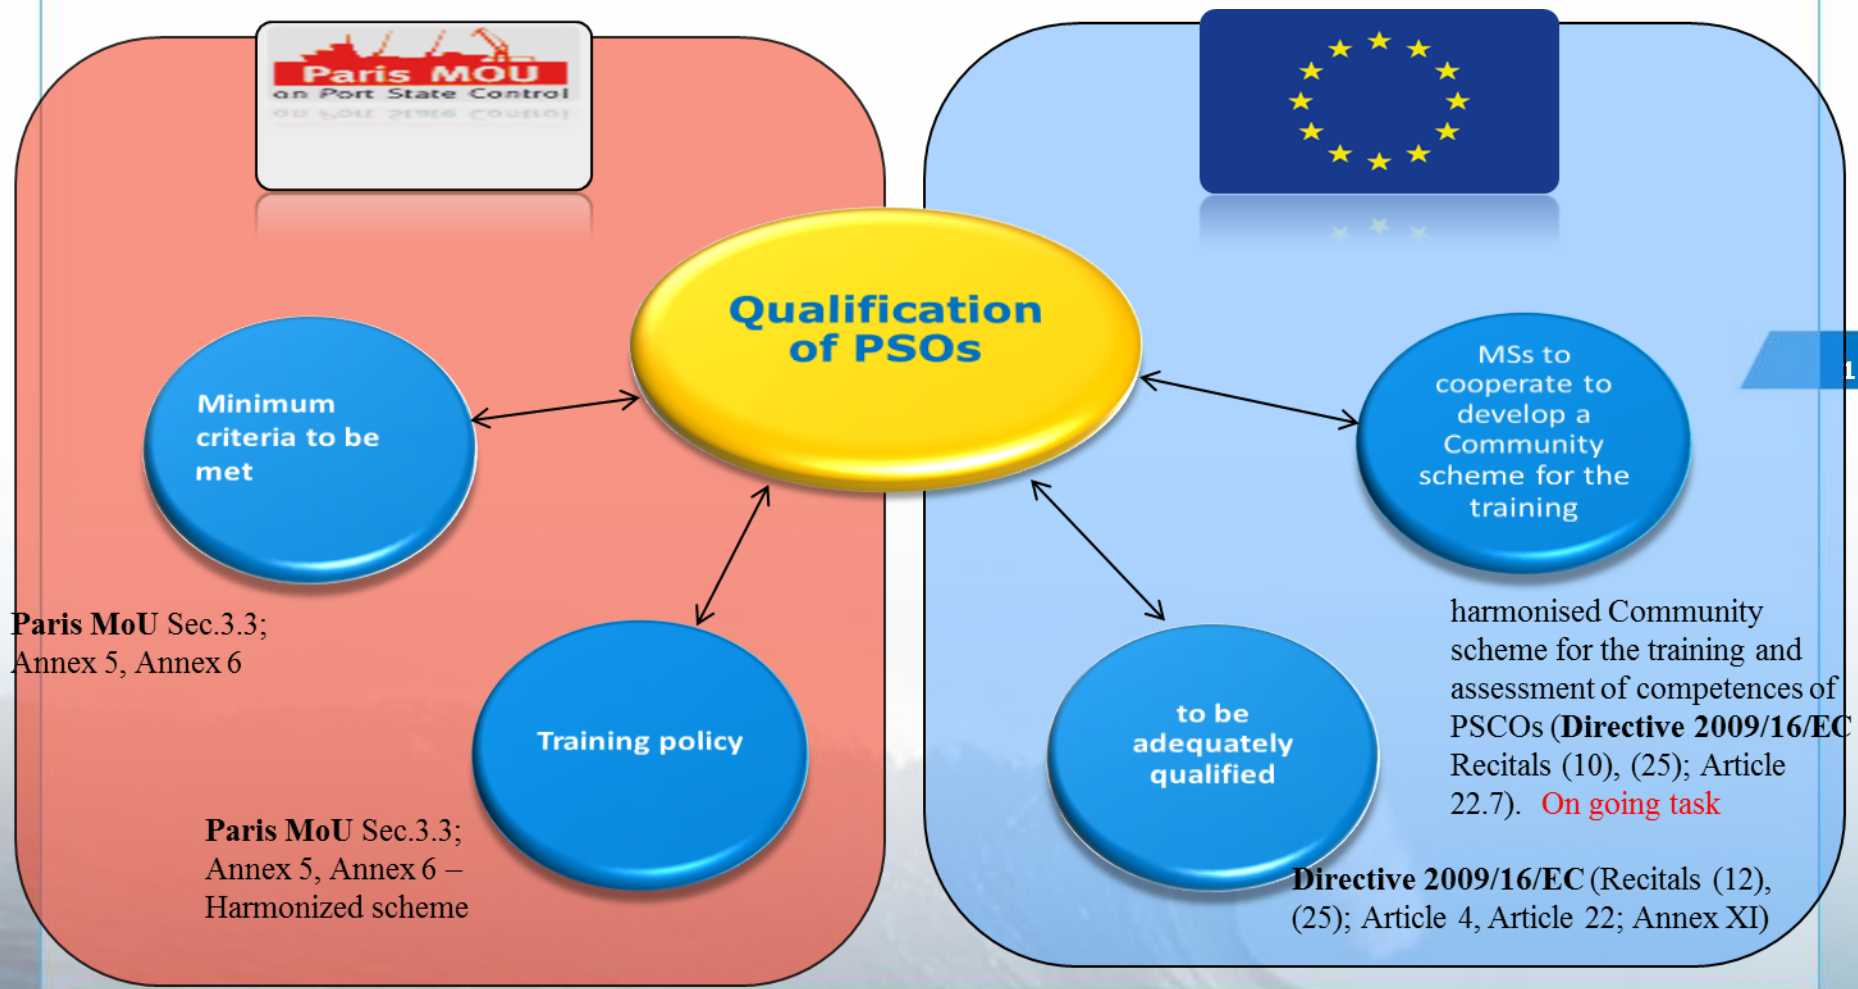 Paris MOU
on Port State Control
Qualification
of PSOs
Minimum
criteria to be
met
Paris MoU Sec.3.3;
Annex 5, Annex 6
Training policy
Paris MoU Sec.3.3;
Annex 5, Annex 6 –
Harmonized scheme
MSs to
cooperate to
develop a
Community
scheme for the
training
1
harmonised Community
scheme for the training and
assessment of competences of
PSCOs (Directive 2009/16/EC
Recitals (10), (25); Article
22.7). On going task
to be
adequately
qualified
Directive 2009/16/EC (Recitals (12),
(25); Article 4, Article 22; Annex XI)